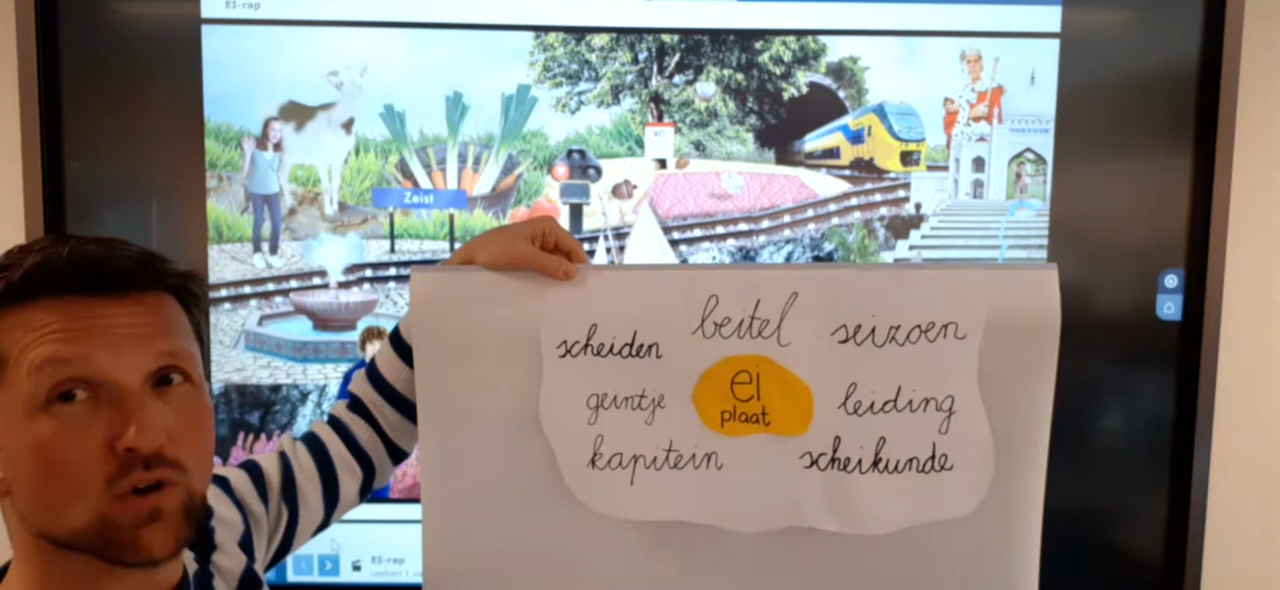 EI-rap
Zeist
beitel
scheiden
seizoen
ei
plaat
geintje
leiding
kapitein
scheikunde
EI-rap